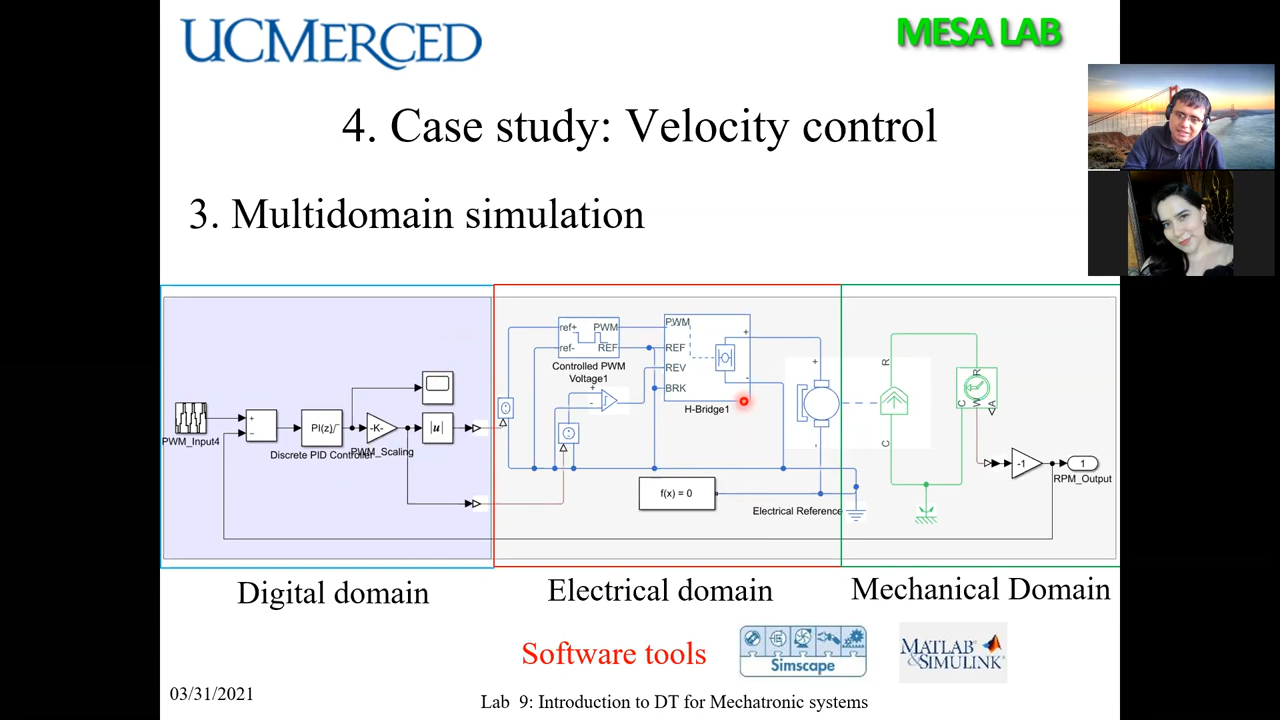 UCMERCED
MESA LAB
4. Case study: Velocity control
3. Multidomain simulation
ref+ PWM
ref- REF
Controlled PWM
Voltage1
PWM
REF
REV
BRK
+
-
H-Bridge1
+
-
+
-
R
C
R
C W A
PWM_Input4
+
-
PI(z)
Discrete PID Controller
-K-
PWM_Scaling
|u|
f(x) = 0
Electrical Reference
-1
1
RPM_Output
Digital domain
Electrical domain
Mechanical Domain
Software tools
Simscape
MATLAB
&SIMULINK
03/31/2021
Lab 9: Introduction to DT for Mechatronic systems